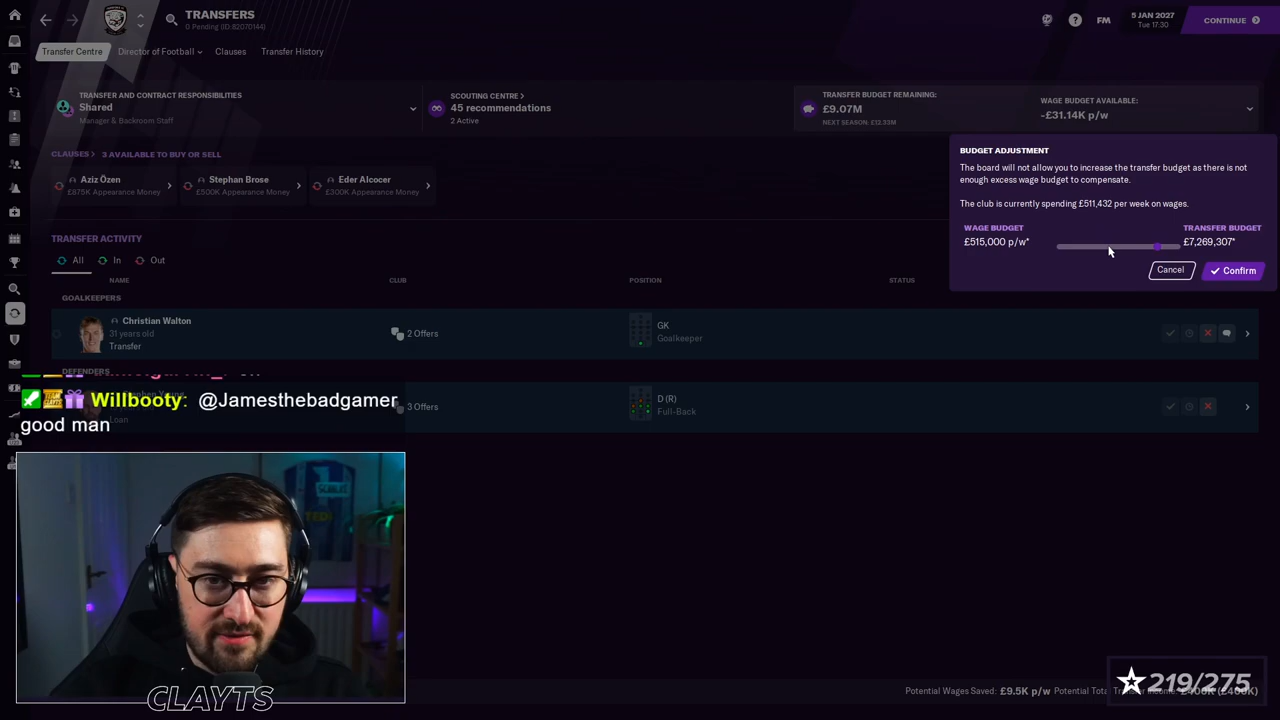 TRANSFERS
0 Pending (ID:82070144)
FM
5 JAN 2027
Tue 17:30
CONTINUE
Transfer Centre
Director of Football
Clauses
Transfer History
TRANSFER AND CONTRACT RESPONSIBILITIES
Shared
Manager & Backroom Staff
SCOUTING CENTRE >
45 recommendations
2 Active
TRANSFER BUDGET REMAINING:
£9.07M
NEXT SEASON: £12.33M
WAGE BUDGET AVAILABLE:
-£31.14K p/w
CLAUSES > 3 AVAILABLE TO BUY OR SELL
Aziz Özen
£875K Appearance Money
Stephan Brose
£500K Appearance Money
Eder Alcocer
£300K Appearance Money
BUDGET ADJUSTMENT
The board will not allow you to increase the transfer budget as there is not
enough excess wage budget to compensate.
The club is currently spending £511,432 per week on wages.
WAGE BUDGET
£515,000 p/w*
TRANSFER BUDGET
£7,269,307*
Cancel
Confirm
TRANSFER ACTIVITY
All
In
Out
NAME
CLUB
POSITION
STATUS
GOALKEEPERS
Christian Walton
31 years old
Transfer
2 Offers
GK
Goalkeeper
DEFENDERS
Loan
3 Offers
D (R)
Full-Back
Willbooty: @Jamesthebadgamer
good man
CLAYTS
Potential Wages Saved: £9.5K p/w
219/275